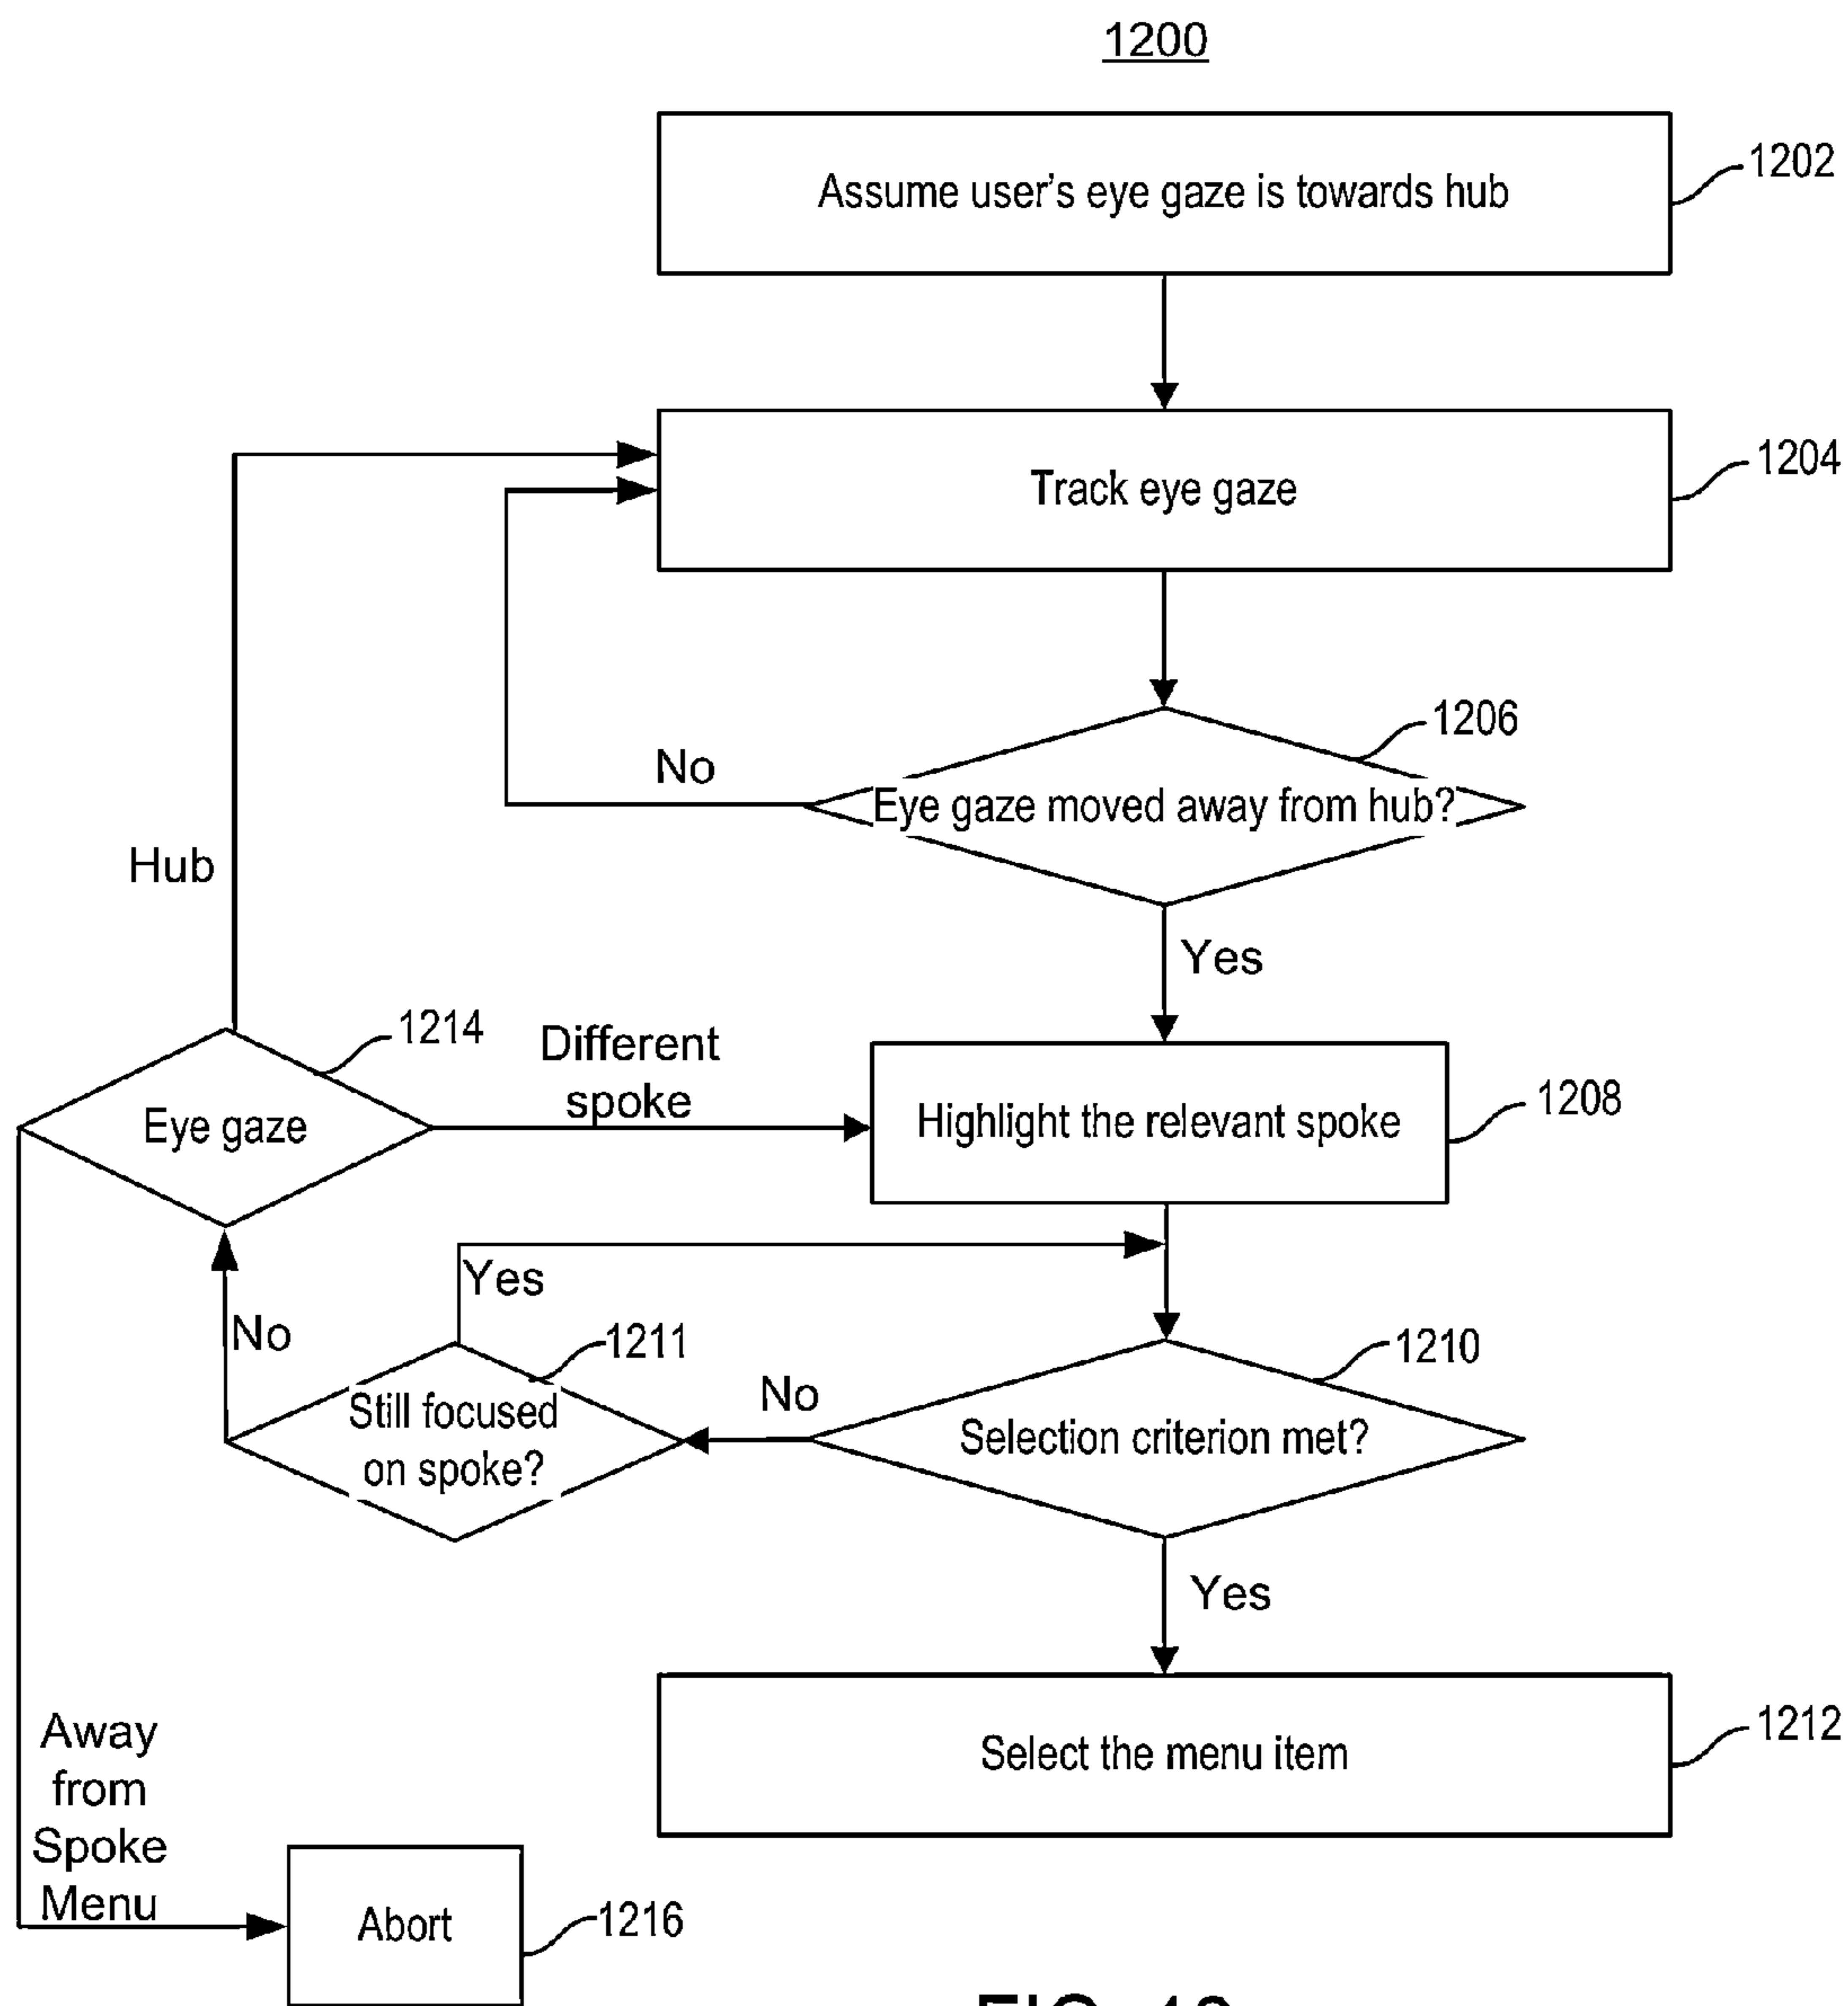 1200
Assume user's eye gaze is towards hub
1202
Track eye gaze
1204
1206
No
Eye gaze moved away from hub?
Hub
Yes
1214
Different
spoke
Eye gaze
Highlight the relevant spoke
1208
Yes
No
1211
1210
Still focused
on spoke?
No
Selection criterion met?
Yes
Away
from
Spoke
Menu
Select the menu item
1212
Abort
1216